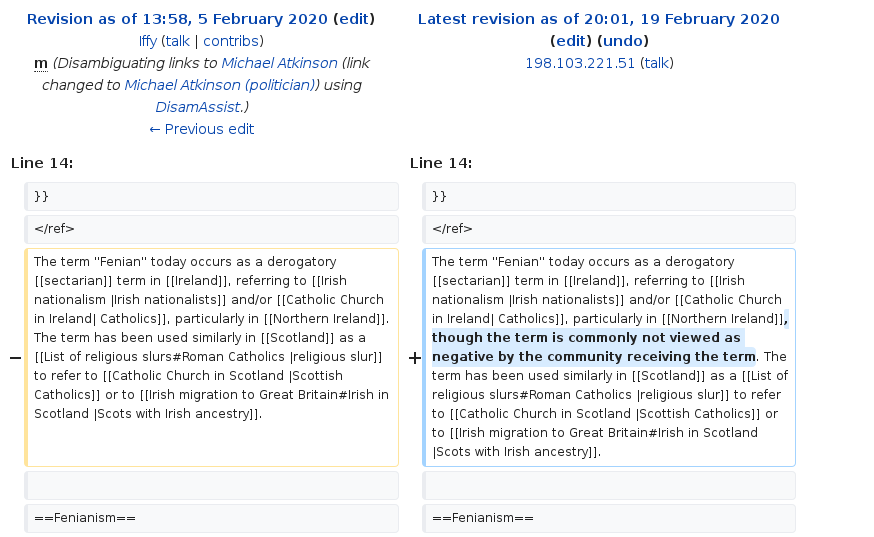 Revision as of 13:58, 5 February 2020 (edit)
Iffy (talk | contribs)
m (Disambiguating links to Michael Atkinson (link
changed to Michael Atkinson (politician)) using
DisamAssist.)
← Previous edit
Latest revision as of 20:01, 19 February 2020
(edit) (undo)
198.103.221.51 (talk)
Line 14:
Line 14:
}}
}}
</ref>
</ref>
−
The term "Fenian" today occurs as a derogatory
[[sectarian]] term in [[Ireland]], referring to [[Irish
nationalism |Irish nationalists]] and/or [[Catholic Church
in Ireland| Catholics]], particularly in [[Northern Ireland]].
The term has been used similarly in [[Scotland]] as a
[[List of religious slurs#Roman Catholics |religious slur]]
to refer to [[Catholic Church in Scotland |Scottish
Catholics]] or to [[Irish migration to Great Britain#Irish in
Scotland |Scots with Irish ancestry]].
+
The term "Fenian" today occurs as a derogatory
[[sectarian]] term in [[Ireland]], referring to [[Irish
nationalism |Irish nationalists]] and/or [[Catholic Church
in Ireland| Catholics]], particularly in [[Northern Ireland]],
though the term is commonly not viewed as
negative by the community receiving the term. The
term has been used similarly in [[Scotland]] as a [[List of
religious slurs#Roman Catholics |religious slur]] to refer
to [[Catholic Church in Scotland |Scottish Catholics]] or
to [[Irish migration to Great Britain#Irish in Scotland
|Scots with Irish ancestry]].
==Fenianism==
==Fenianism==